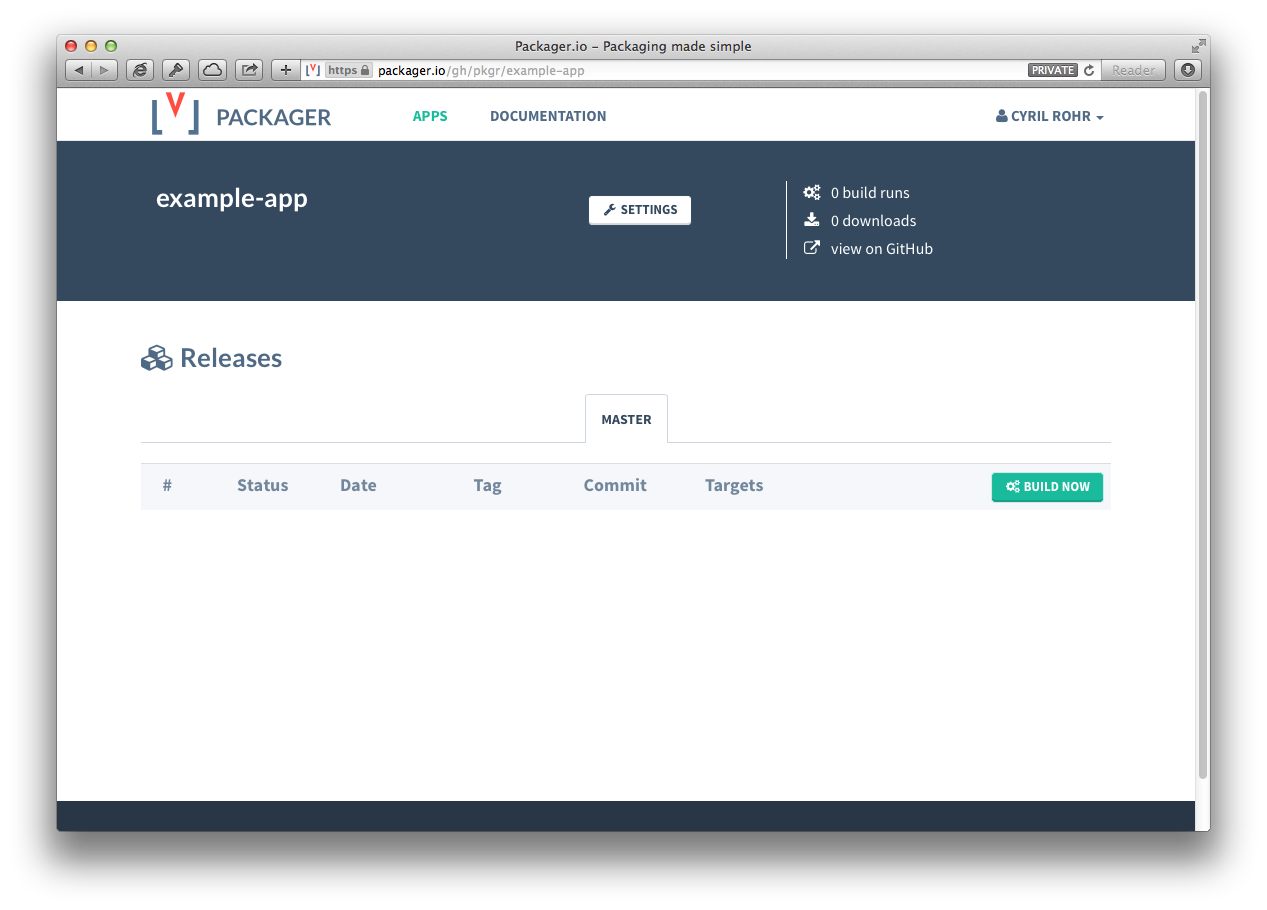 Packager.io – Packaging made simple
https packager.io/gh/pkgr/example-app PRIVATE Reader
[V] PACKAGER APPS DOCUMENTATION CYRIL ROHR
example-app
SETTINGS
0 build runs
0 downloads
view on GitHub
Releases
MASTER
# Status Date Tag Commit Targets BUILD NOW